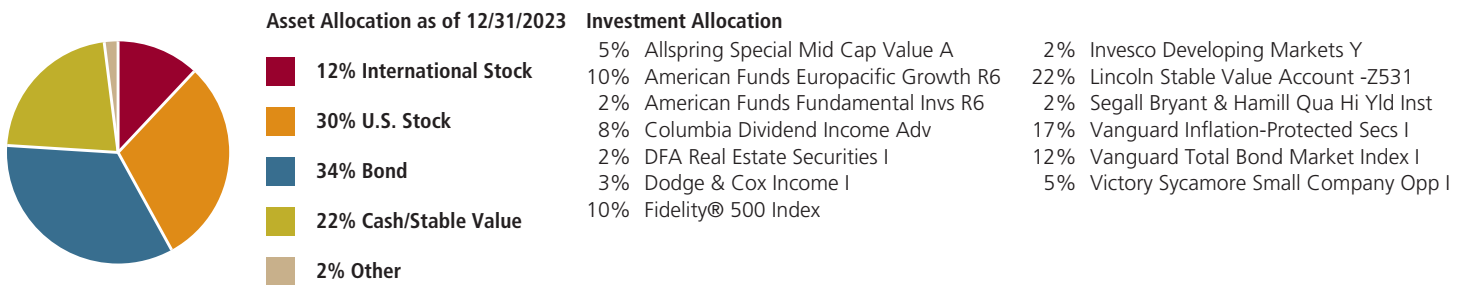 Asset Allocation as of 12/31/2023
12% International Stock
30% U.S. Stock
34% Bond
22% Cash/Stable Value
2% Other
Investment Allocation
5% Allspring Special Mid Cap Value A
10% American Funds Europacific Growth R6
2% American Funds Fundamental Invs R6
8% Columbia Dividend Income Adv
2% DFA Real Estate Securities I
3% Dodge & Cox Income I
10% Fidelity® 500 Index
2% Invesco Developing Markets Y
22% Lincoln Stable Value Account -Z531
2% Segall Bryant & Hamill Qua Hi Yld Inst
17% Vanguard Inflation-Protected Secs I
12% Vanguard Total Bond Market Index I
5% Victory Sycamore Small Company Opp I